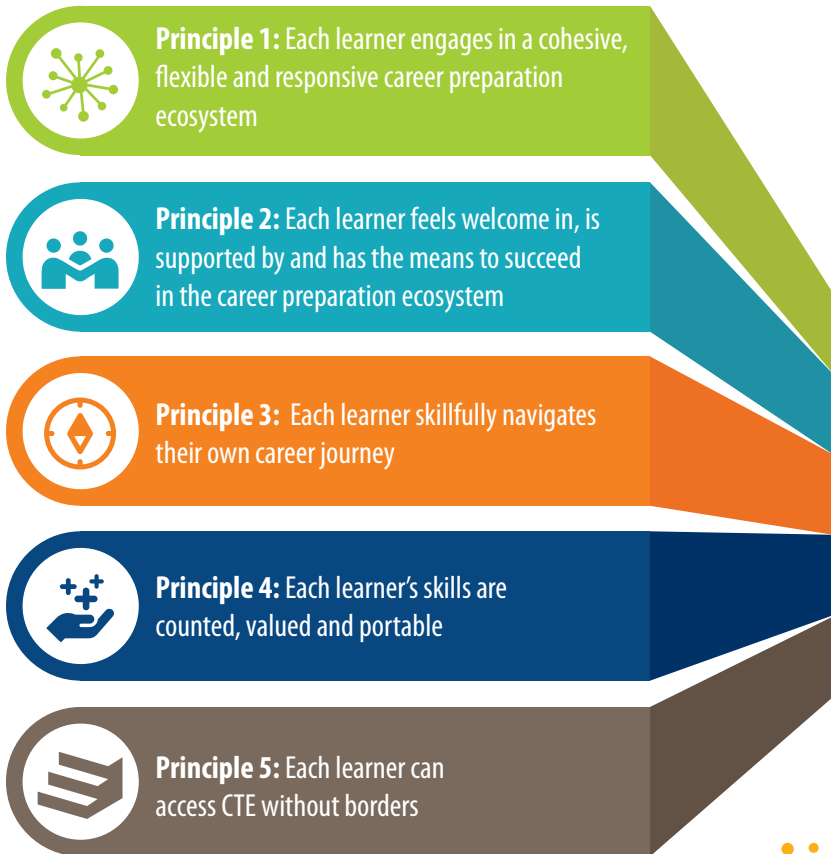 Principle 1: Each learner engages in a cohesive,
flexible and responsive career preparation
ecosystem
Principle 2: Each learner feels welcome in, is
supported by and has the means to succeed
in the career preparation ecosystem
Principle 3: Each learner skillfully navigates
their own career journey
Principle 4: Each learner’s skills are
counted, valued and portable
Principle 5: Each learner can
access CTE without borders